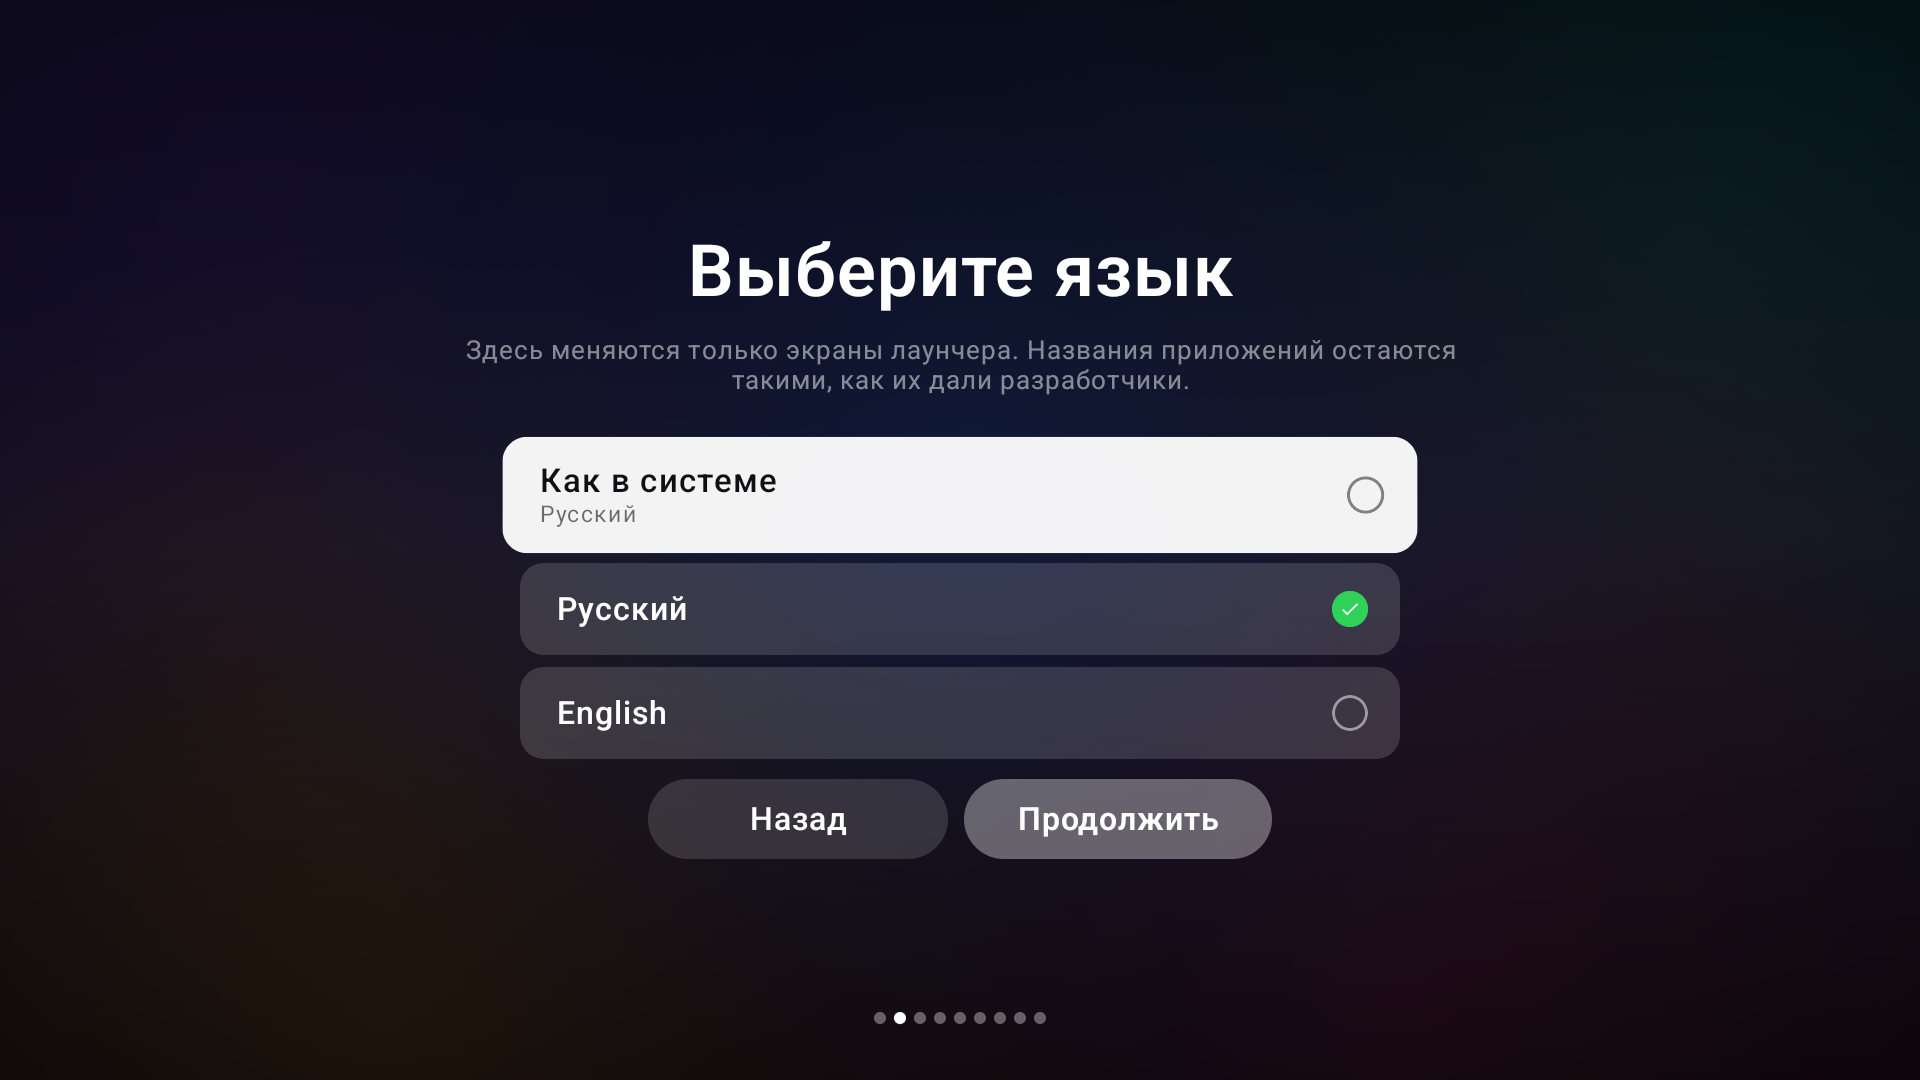 Выберите язык
Здесь меняются только экраны лаунчера. Названия приложений остаются
такими, как их дали разработчики.
Как в системе
Русский
Русский
English
Назад
Продолжить